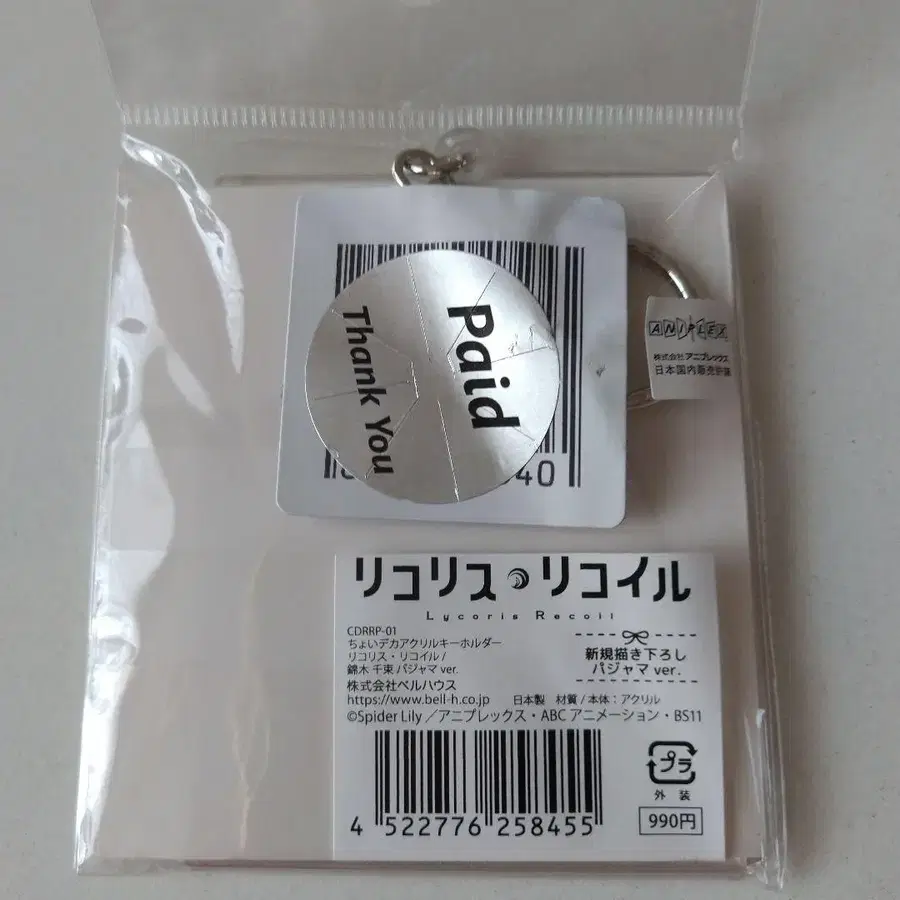 Paid
Thank You
40
ANIPLEX
株式会社アニプレックス
日本国内販売許諾
リコリス・リコイル
Lycoris Recoil
CDRRP-01
ちょいデカアクリルキーホルダー
リコリス・リコイル /
錦木 千束 パジャマ ver.
新規描き下ろし
パジャマ ver.
株式会社ベルハウス
https://www.bell-h.co.jp 日本製 材質 / 本体：アクリル
©Spider Lily／アニプレックス・ABC アニメーション・BS11
4 522776 258455
プラ
外装
990円